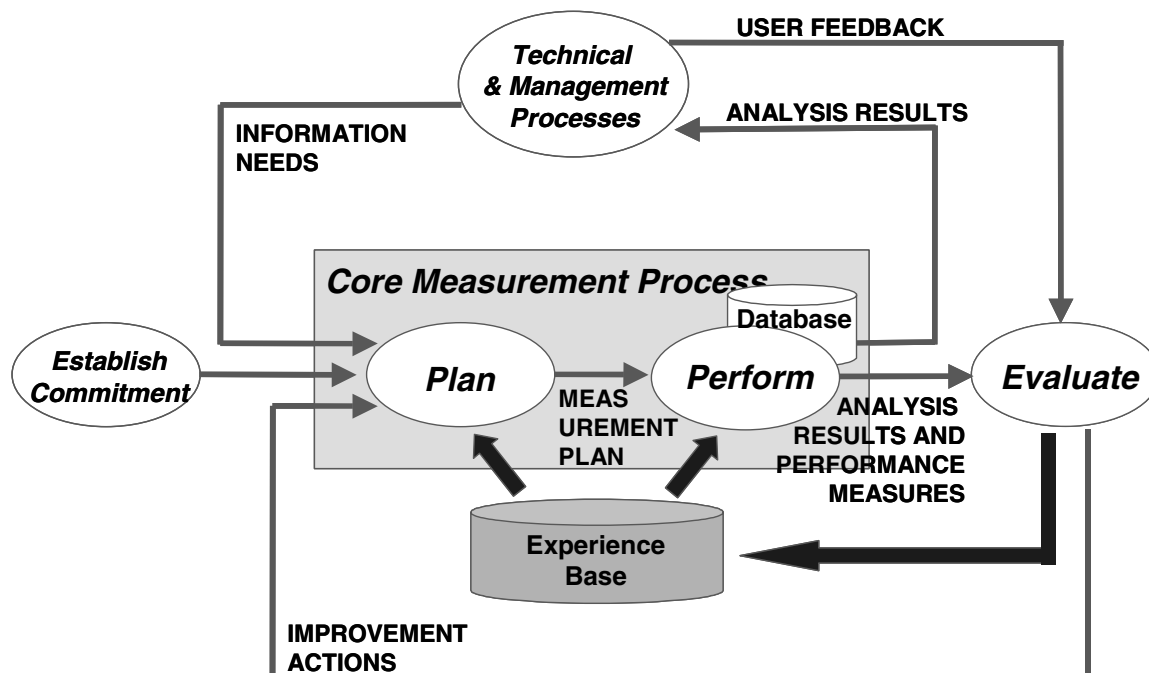 USER FEEDBACK
Technical
& Management
Processes
ANALYSIS RESULTS
INFORMATION
NEEDS
Core Measurement Process
Database
Establish
Commitment
Plan
Perform
Evaluate
MEAS
UREMENT
PLAN
ANALYSIS
RESULTS AND
PERFORMANCE
MEASURES
Experience
Base
IMPROVEMENT
ACTIONS